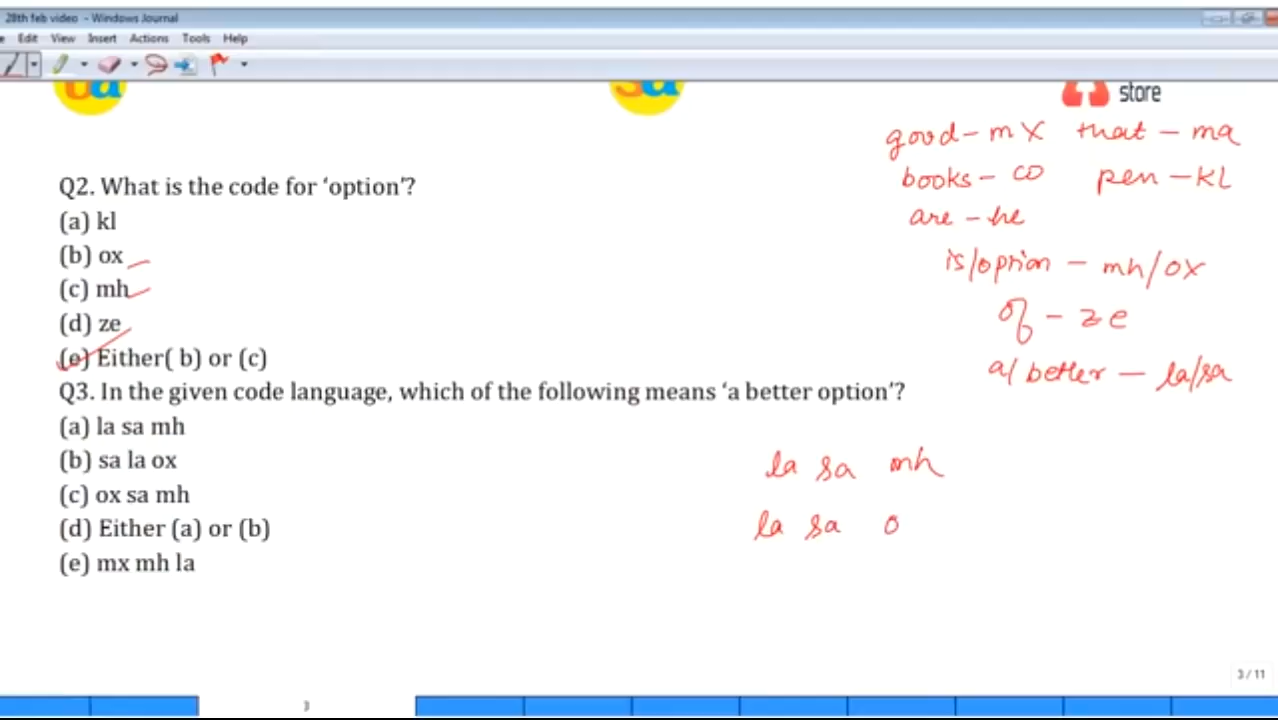 28th feb video - Windows Journal
Edit View Insert Actions Tools Help
store
good - mx that - ma
books - co pen - kl
are - he
is/option - mh/ox
of - ze
a/better - la/sa
Q2. What is the code for ‘option’?
(a) kl
(b) ox
(c) mh
(d) ze
(e) Either( b) or (c)
Q3. In the given code language, which of the following means ‘a better option’?
(a) la sa mh
(b) sa la ox
(c) ox sa mh
(d) Either (a) or (b)
(e) mx mh la
la sa mh
la sa o
3 / 11
3